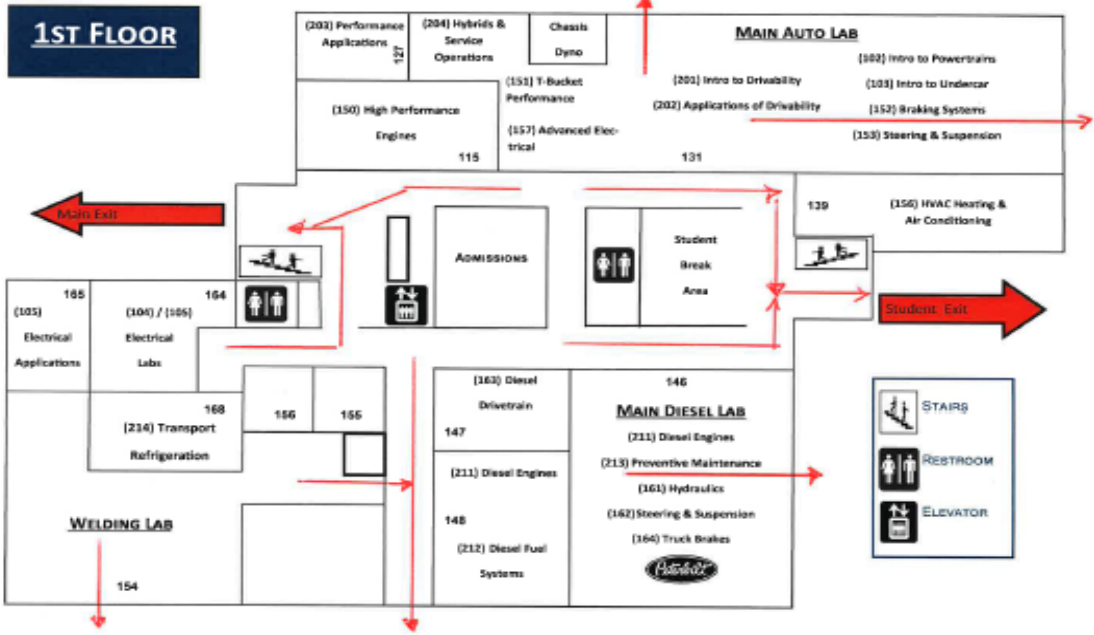 1ST FLOOR
(203) Performance
Applications
127
(204) Hybrids &
Service
Operations
Chassis
Dyno
MAIN AUTO LAB
(102) Intro to Powertrains
(103) Intro to Undercar
(152) Braking Systems
(153) Steering & Suspension
(201) Intro to Drivability
(202) Applications of Drivability
(151) T-Bucket
Performance
(157) Advanced Elec-
trical
131
(150) High Performance
Engines
115
Main Exit
ADMISSIONS
Student
Break
Area
139
(156) HVAC Heating &
Air Conditioning
Student Exit
165
(105)
Electrical
Applications
164
(104) / (105)
Electrical
Labs
168
(214) Transport
Refrigeration
156
155
WELDING LAB
154
(163) Diesel
Drivetrain
147
(211) Diesel Engines
148
(212) Diesel Fuel
Systems
146
MAIN DIESEL LAB
(211) Diesel Engines
(213) Preventive Maintenance
(161) Hydraulics
(162) Steering & Suspension
(164) Truck Brakes
Peterbilt
STAIRS
RESTROOM
ELEVATOR